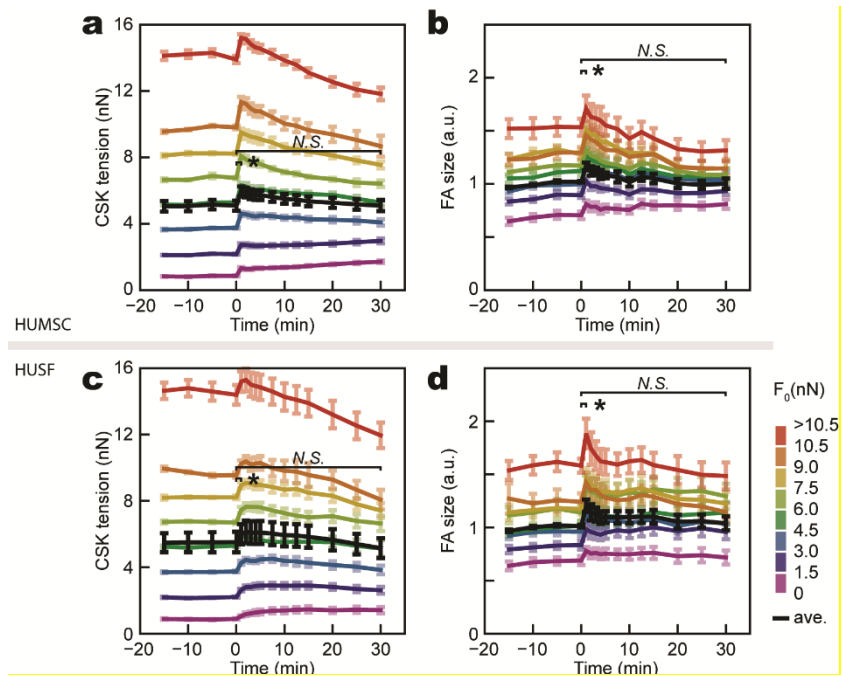 a
16
12
8
4
0
CSK tension (nN)
N.S.
*
−20 −10 0 10 20 30
Time (min)
HUMSC
b
2
1
FA size (a.u.)
N.S.
*
−20 −10 0 10 20 30
Time (min)
HUSF
c
16
12
8
4
0
CSK tension (nN)
N.S.
*
−20 −10 0 10 20 30
Time (min)
d
2
1
0
FA size (a.u.)
N.S.
*
−20 −10 0 10 20 30
Time (min)
F0(nN)
>10.5
10.5
9.0
7.5
6.0
4.5
3.0
1.5
0
ave.